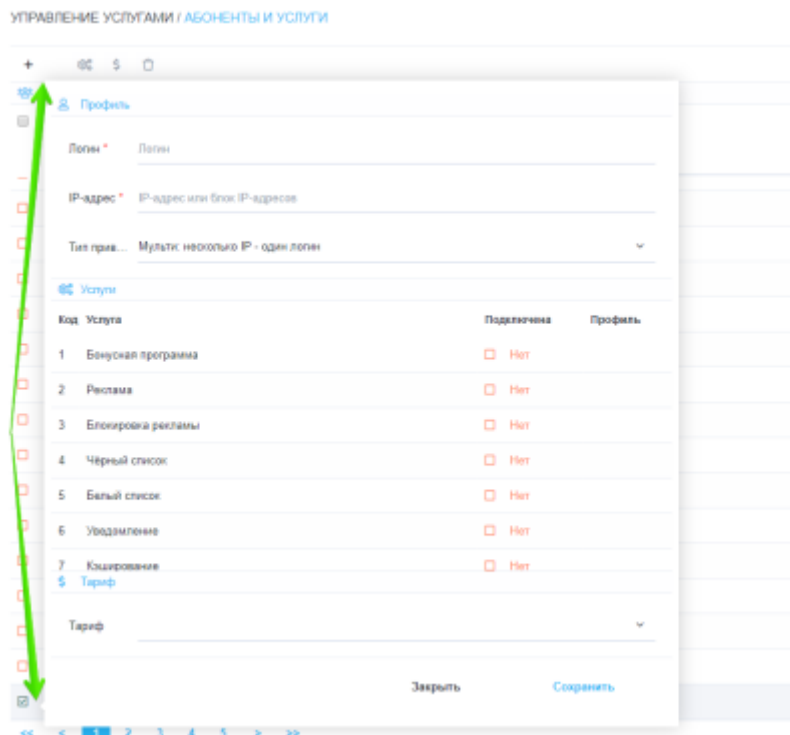 УПРАВЛЕНИЕ УСЛУГАМИ / АБОНЕНТЫ И УСЛУГИ
+ $
Профиль
Логин * Логин
IP-адрес * IP-адрес или блок IP-адресов
Тип прив... Мульти: несколько IP - один логин
Услуги
Код Услуга Подключена Профиль
1 Бонусная программа Нет
2 Реклама Нет
3 Блокировка рекламы Нет
4 Чёрный список Нет
5 Белый список Нет
6 Уведомление Нет
7 Кэширование Нет
$ Тариф
Тариф
Закрыть Сохранить
<< < 1 2 3 4 5 > >>